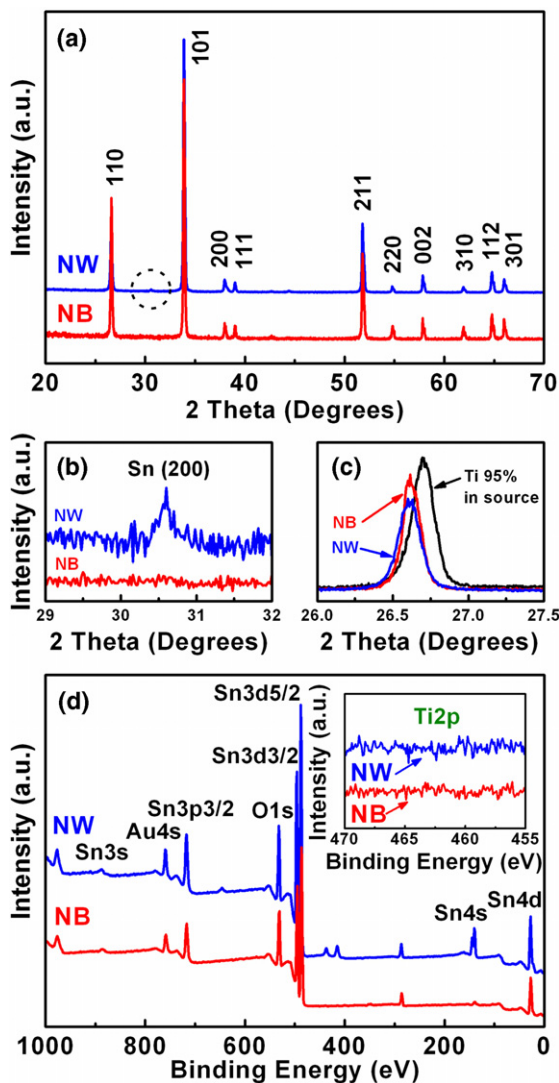 (a)
Intensity (a.u.)
110
101
200
111
211
220
002
310
112
301
NW
NB
20 30 40 50 60 70
2 Theta (Degrees)
(b)
Sn (200)
Intensity (a.u.)
NW
NB
29 30 31 32
2 Theta (Degrees)
(c)
Intensity (a.u.)
Ti 95%
in source
NB
NW
26.0 26.5 27.0 27.5
2 Theta (Degrees)
(d)
Intensity (a.u.)
Sn3d5/2
Sn3d3/2
Sn3p3/2
O1s
Au4s
Sn3s
NW
NB
Sn4s
Sn4d
Intensity (a.u.)
Ti2p
NW
NB
470 465 460 455
Binding Energy (eV)
1000 800 600 400 200 0
Binding Energy (eV)